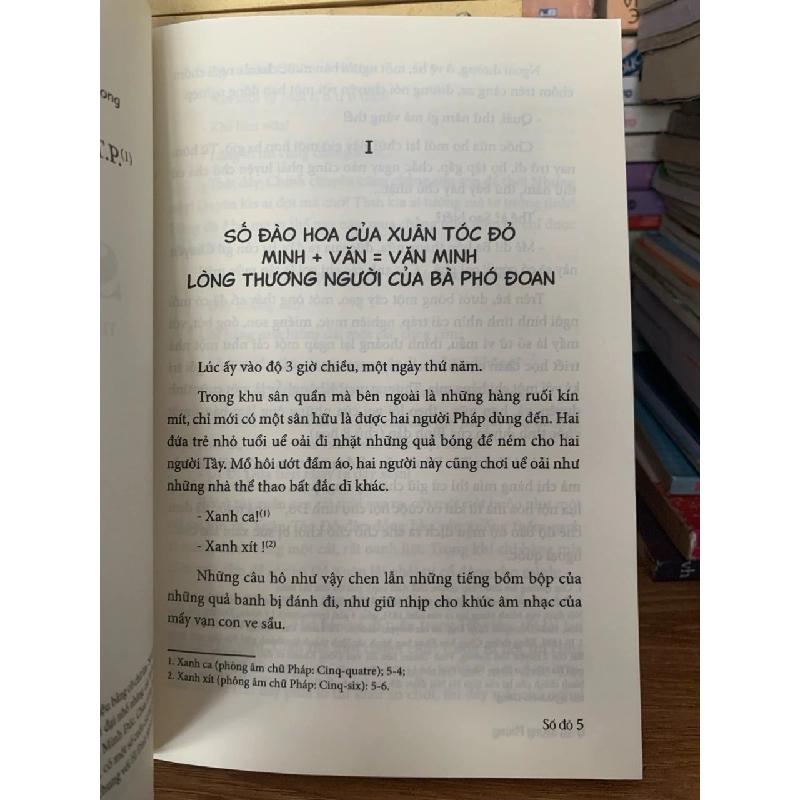 ong
T.P.(1)
I
SỐ ĐÀO HOA CỦA XUÂN TÓC ĐỎ
MINH + VĂN = VĂN MINH
LÒNG THƯƠNG NGƯỜI CỦA BÀ PHÓ ĐOAN
Lúc ấy vào độ 3 giờ chiều, một ngày thứ năm.
Trong khu sân quần mà bên ngoài là những hàng ruối kín
mít, chỉ mới có một sân hữu là được hai người Pháp dùng đến. Hai
đứa trẻ nhỏ tuổi uể oải đi nhặt những quả bóng để ném cho hai
người Tây. Mồ hôi ướt đầm áo, hai người này cũng chơi uể oải như
những nhà thể thao bất đắc dĩ khác.
- Xanh ca!(1)
- Xanh xít !(2)
Những câu hô như vậy chen lẫn những tiếng bồm bộp của
những quả banh bị đánh đi, như giữ nhịp cho khúc âm nhạc của
mấy vạn con ve sầu.
1. Xanh ca (phông âm chữ Pháp: Cinq-quatre); 5-4;
2. Xanh xít (phông âm chữ Pháp: Cinq-six): 5-6.
Số đỏ 5